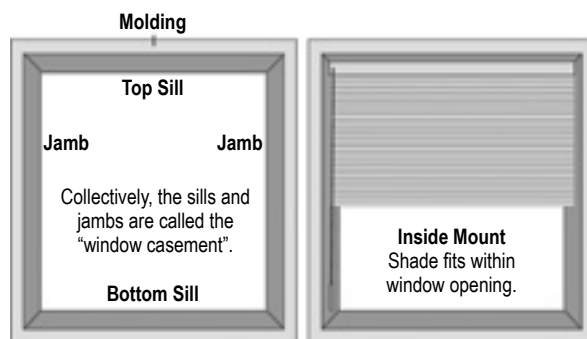 Molding
Top Sill
Jamb
Jamb
Collectively, the sills and
jambs are called the
“window casement”.
Bottom Sill
Inside Mount
Shade fits within
window opening.